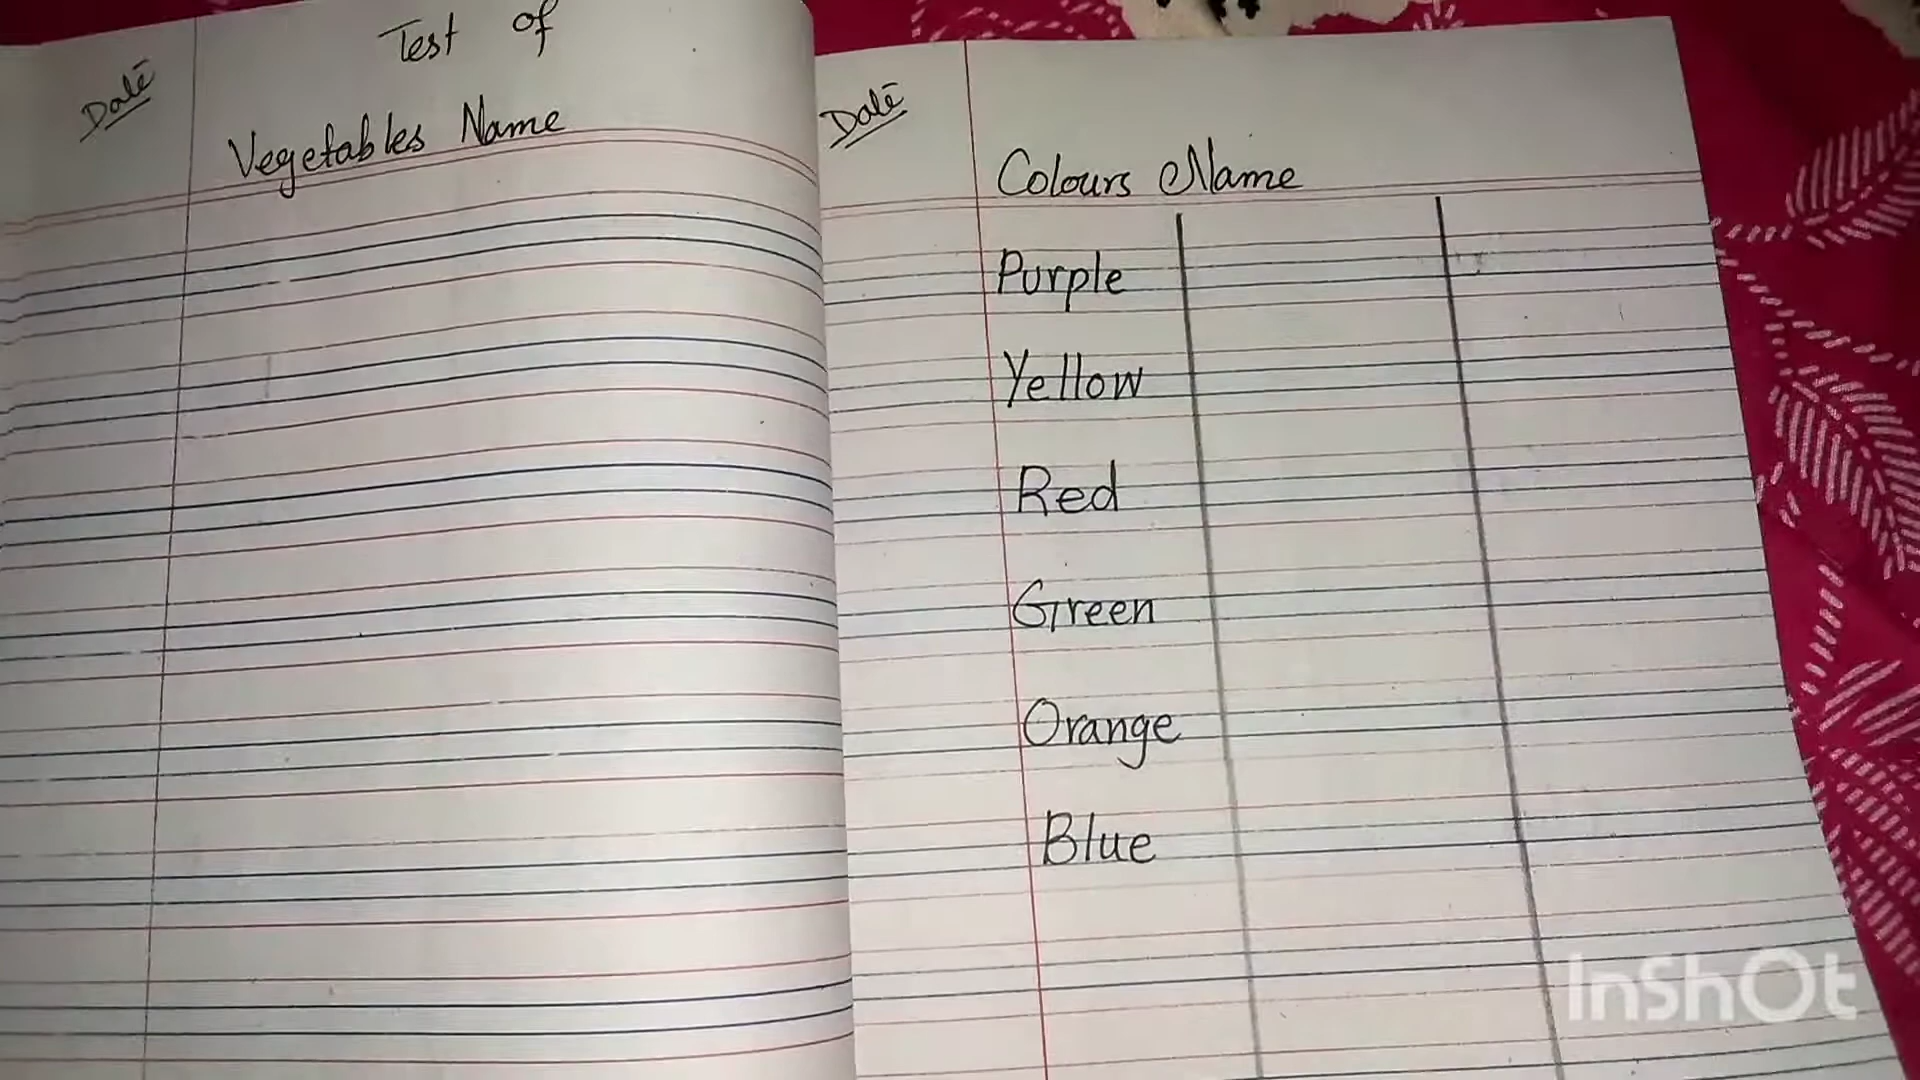 Date
Test of
Vegetables Name
Date
Colours Name
Purple
Yellow
Red
Green
Orange
Blue
InShOt